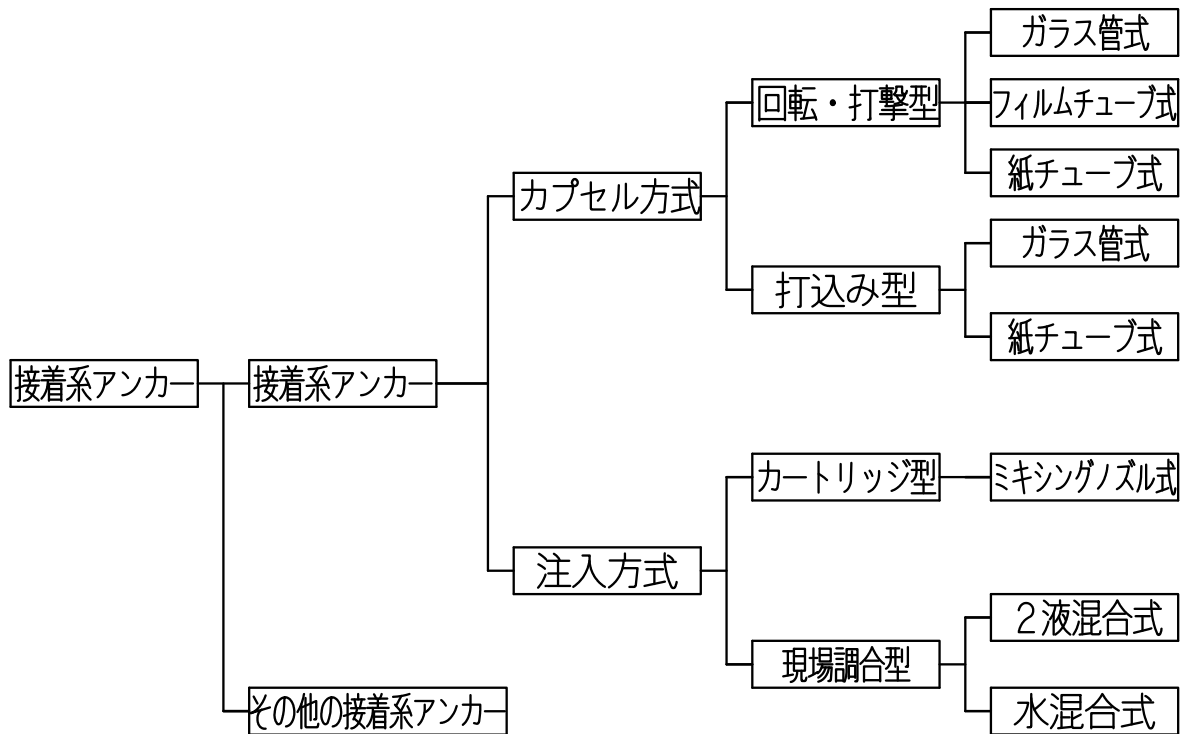 ガラス管式
回転・打撃型
フィルムチューブ式
紙チューブ式
カプセル方式
ガラス管式
打込み型
紙チューブ式
接着系アンカー
接着系アンカー
カートリッジ型
ミキシングノズル式
注入方式
2液混合式
現場調合型
その他の接着系アンカー
水混合式